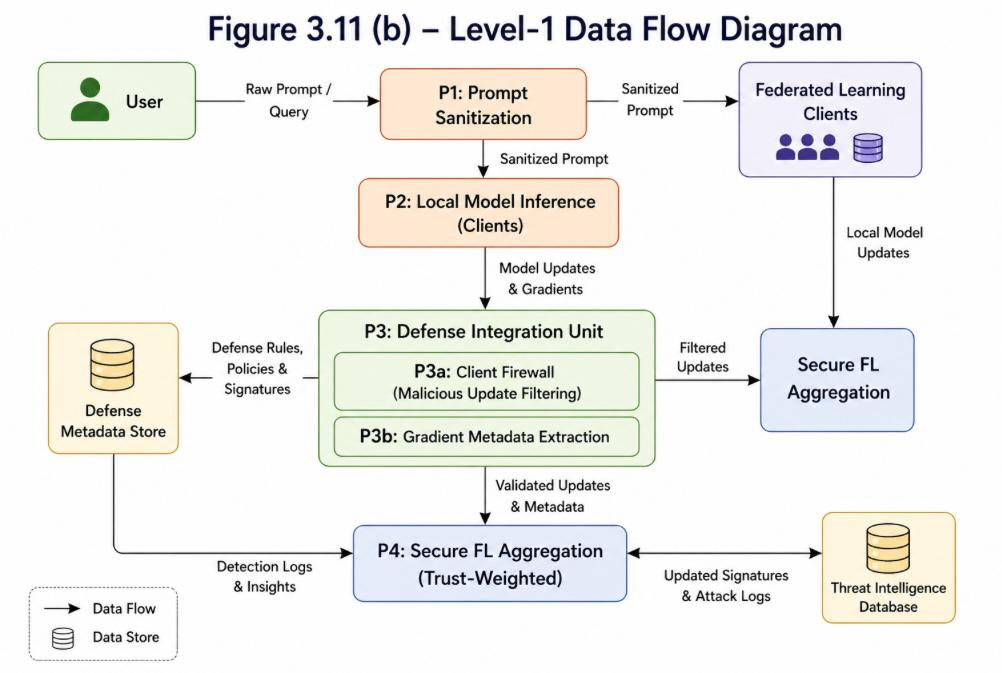 Figure 3.11 (b) – Level-1 Data Flow Diagram
User
Raw Prompt /
Query
P1: Prompt
Sanitization
Sanitized
Prompt
Federated Learning
Clients
Sanitized Prompt
P2: Local Model Inference
(Clients)
Local Model
Updates
Model Updates
& Gradients
P3: Defense Integration Unit
P3a: Client Firewall
(Malicious Update Filtering)
P3b: Gradient Metadata Extraction
Defense Rules,
Policies &
Signatures
Defense
Metadata Store
Filtered
Updates
Secure FL
Aggregation
Validated Updates
& Metadata
P4: Secure FL Aggregation
(Trust-Weighted)
Detection Logs
& Insights
Updated Signatures
& Attack Logs
Threat Intelligence
Database
Data Flow
Data Store